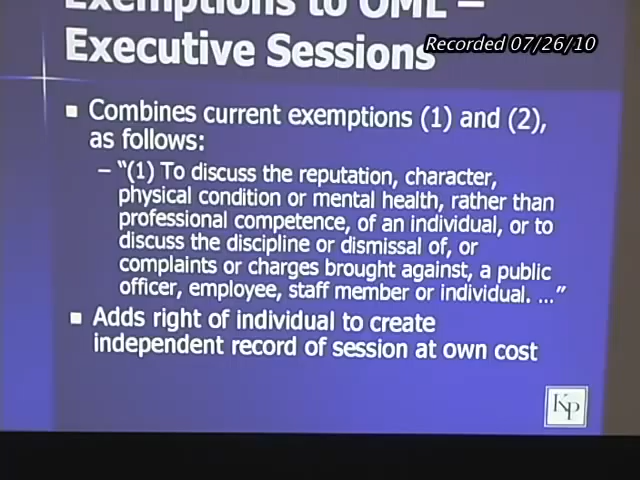 Exemptions to OML –
Executive Sessions
Recorded 07/26/10
Combines current exemptions (1) and (2),
as follows:
– "(1) To discuss the reputation, character,
physical condition or mental health, rather than
professional competence, of an individual, or to
discuss the discipline or dismissal of, or
complaints or charges brought against, a public
officer, employee, staff member or individual. ..."
Adds right of individual to create
independent record of session at own cost
KP